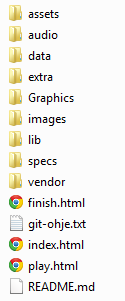 assets
audio
data
extra
Graphics
images
lib
specs
vendor
finish.html
git-ohje.txt
index.html
play.html
README.md